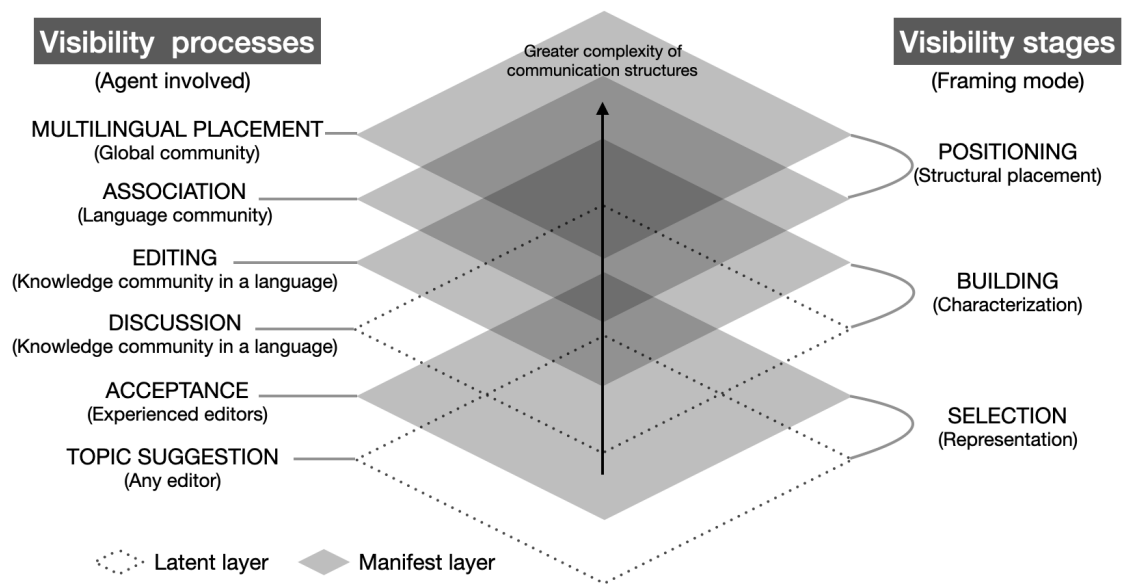 Visibility processes
(Agent involved)
Visibility stages
(Framing mode)
Greater complexity of
communication structures
MULTILINGUAL PLACEMENT
(Global community)
ASSOCIATION
(Language community)
EDITING
(Knowledge community in a language)
DISCUSSION
(Knowledge community in a language)
ACCEPTANCE
(Experienced editors)
TOPIC SUGGESTION
(Any editor)
POSITIONING
(Structural placement)
BUILDING
(Characterization)
SELECTION
(Representation)
Latent layer
Manifest layer